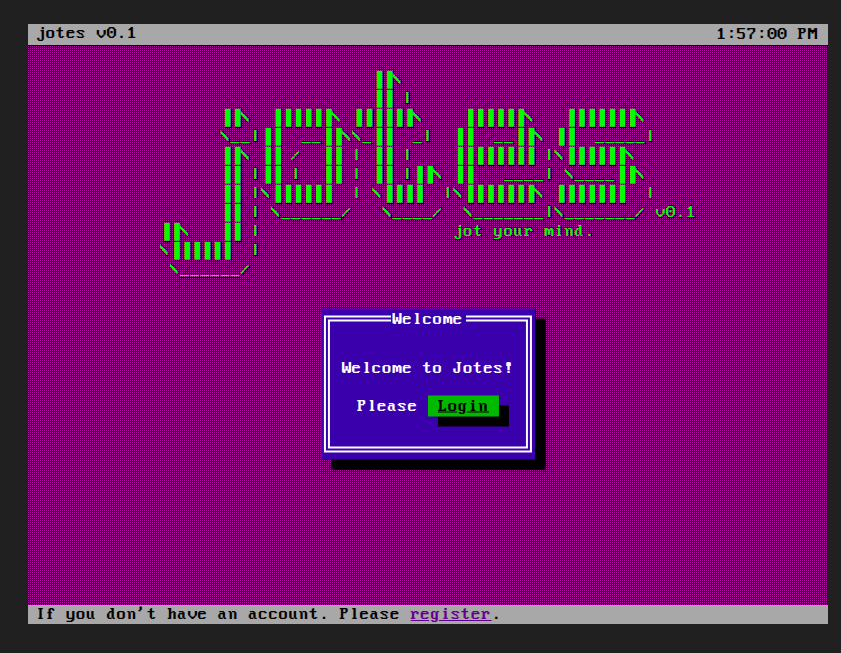 jotes v0.1
1:57:00 PM
jotes
v0.1
jot your mind.
Welcome
Welcome to Jotes!
Please Login
If you don't have an account. Please register.